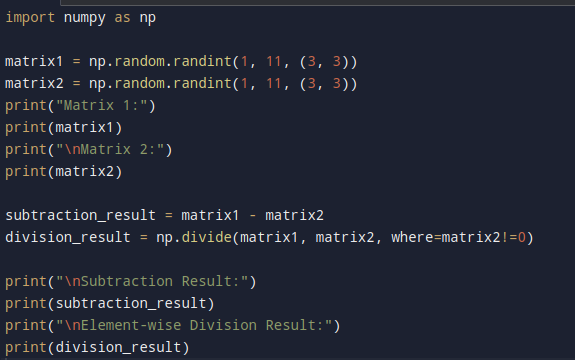 import numpy as np
matrix1 = np.random.randint(1, 11, (3, 3))
matrix2 = np.random.randint(1, 11, (3, 3))
print("Matrix 1:")
print(matrix1)
print("\nMatrix 2:")
print(matrix2)
subtraction_result = matrix1 - matrix2
division_result = np.divide(matrix1, matrix2, where=matrix2!=0)
print("\nSubtraction Result:")
print(subtraction_result)
print("\nElement-wise Division Result:")
print(division_result)